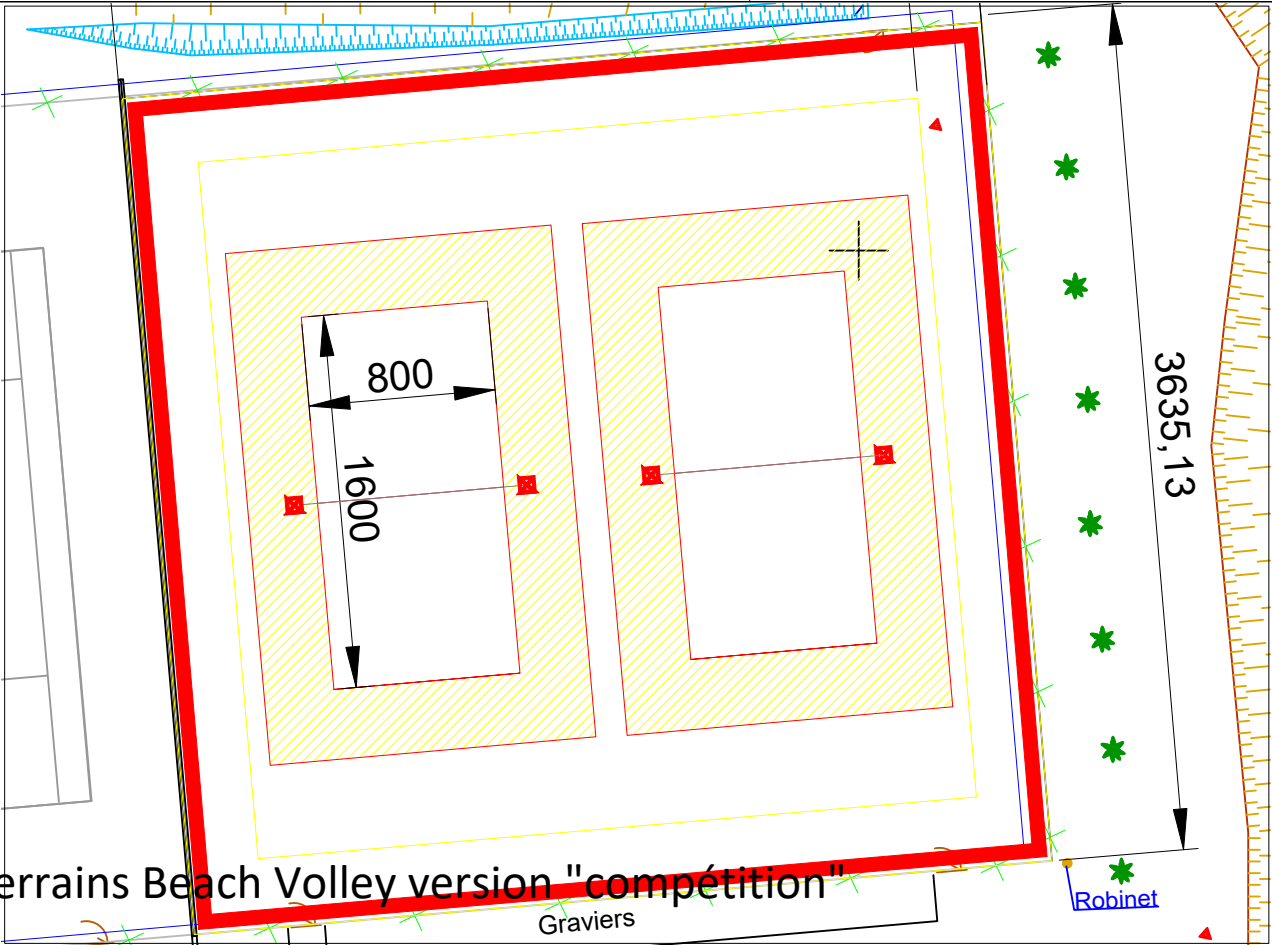 800
1600
3635,13
errains Beach Volley version "compétition"
Graviers
Robinet